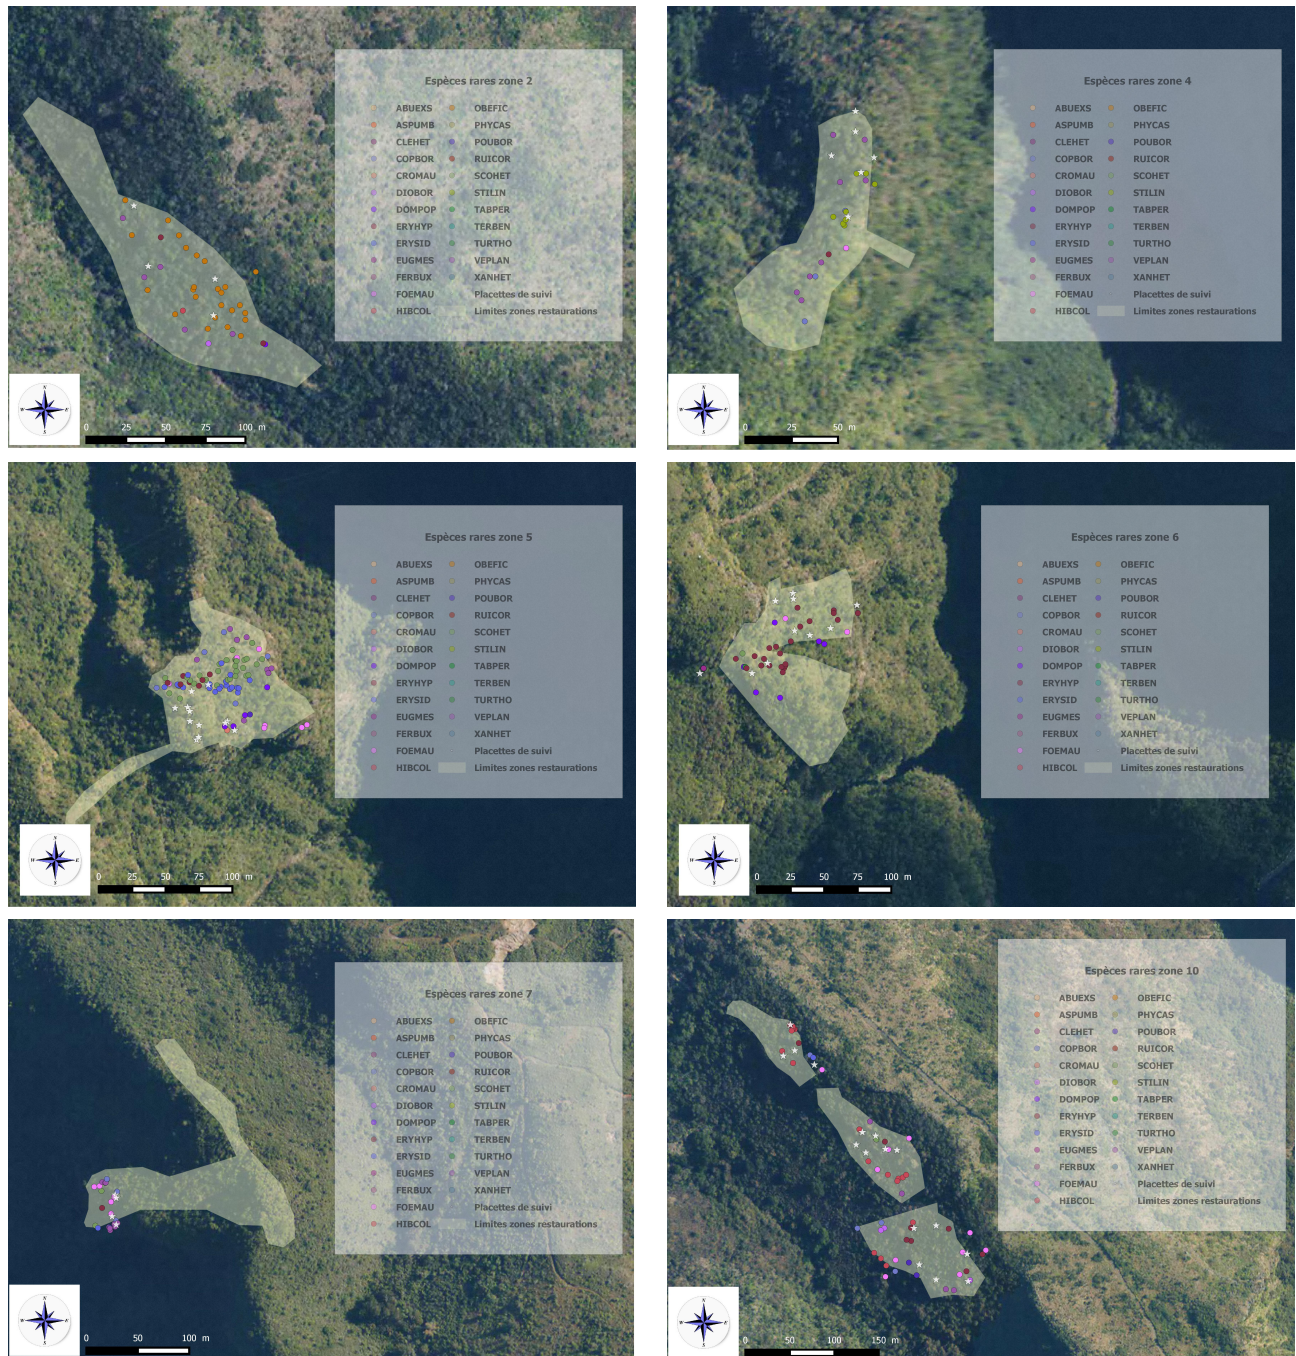 Espèces rares zone 2
ABUEXS OBEFIC
ASPUMB PHYCAS
CLEHET POUBOR
COPBOR RUICOR
CROMAU SCOHET
DIOBOR STILIN
DOMPOP TABPER
ERYHYP TERBEN
ERYSID TURTHO
EUGMES VEPLAN
FERBUX XANHET
FOEMAU Placettes de suivi
HIBCOL Limites zones restaurations
N
W E
S
0 25 50 75 100 m
Espèces rares zone 4
ABUEXS OBEFIC
ASPUMB PHYCAS
CLEHET POUBOR
COPBOR RUICOR
CROMAU SCOHET
DIOBOR STILIN
DOMPOP TABPER
ERYHYP TERBEN
ERYSID TURTHO
EUGMES VEPLAN
FERBUX XANHET
FOEMAU Placettes de suivi
HIBCOL Limites zones restaurations
N
W E
S
0 25 50 m
Espèces rares zone 5
ABUEXS OBEFIC
ASPUMB PHYCAS
CLEHET POUBOR
COPBOR RUICOR
CROMAU SCOHET
DIOBOR STILIN
DOMPOP TABPER
ERYHYP TERBEN
ERYSID TURTHO
EUGMES VEPLAN
FERBUX XANHET
FOEMAU Placettes de suivi
HIBCOL Limites zones restaurations
N
W E
S
0 25 50 75 100 m
Espèces rares zone 6
ABUEXS OBEFIC
ASPUMB PHYCAS
CLEHET POUBOR
COPBOR RUICOR
CROMAU SCOHET
DIOBOR STILIN
DOMPOP TABPER
ERYHYP TERBEN
ERYSID TURTHO
EUGMES VEPLAN
FERBUX XANHET
FOEMAU Placettes de suivi
HIBCOL Limites zones restaurations
N
W E
S
0 25 50 75 100 m
Espèces rares zone 7
ABUEXS OBEFIC
ASPUMB PHYCAS
CLEHET POUBOR
COPBOR RUICOR
CROMAU SCOHET
DIOBOR STILIN
DOMPOP TABPER
ERYHYP TERBEN
ERYSID TURTHO
EUGMES VEPLAN
FERBUX XANHET
FOEMAU Placettes de suivi
HIBCOL Limites zones restaurations
N
W E
S
0 50 100 m
Espèces rares zone 10
ABUEXS OBEFIC
ASPUMB PHYCAS
CLEHET POUBOR
COPBOR RUICOR
CROMAU SCOHET
DIOBOR STILIN
DOMPOP TABPER
ERYHYP TERBEN
ERYSID TURTHO
EUGMES VEPLAN
FERBUX XANHET
FOEMAU Placettes de suivi
HIBCOL Limites zones restaurations
N
W E
S
0 50 100 150 m